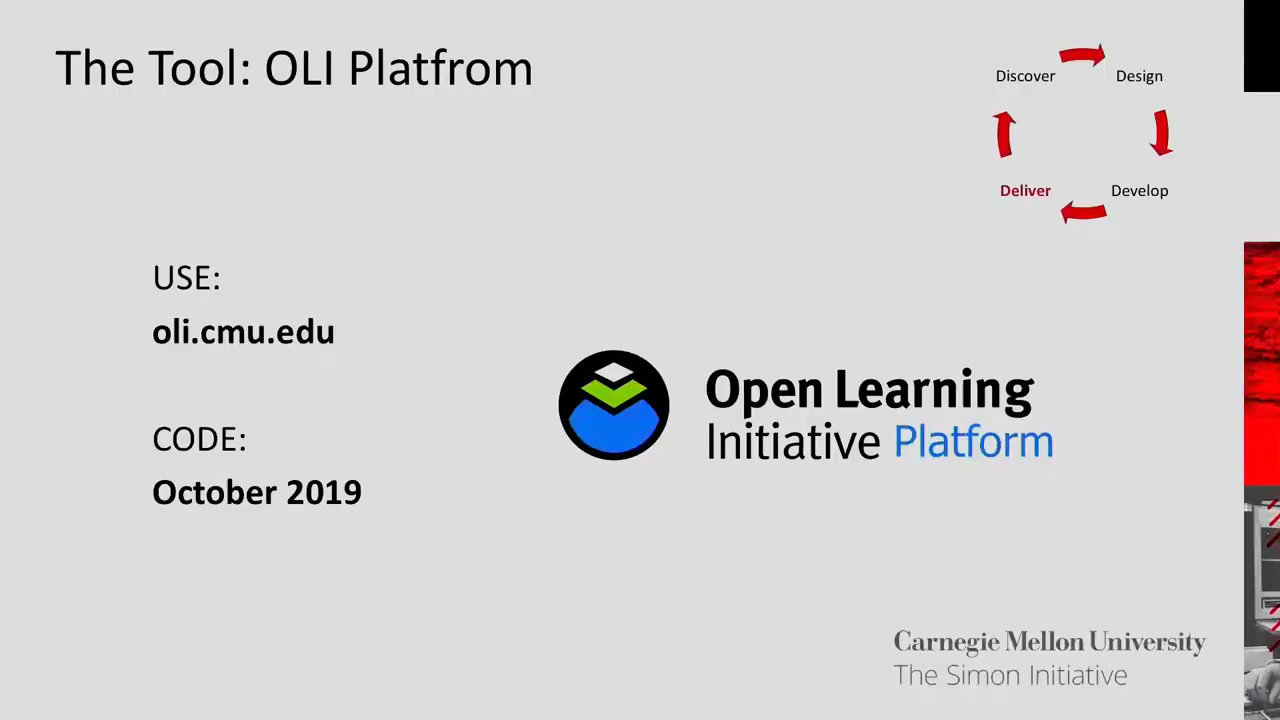 The Tool: OLI Platfrom
Discover
Design
Deliver
Develop
USE:
oli.cmu.edu
CODE:
October 2019
Open Learning
Initiative Platform
Carnegie Mellon University
The Simon Initiative